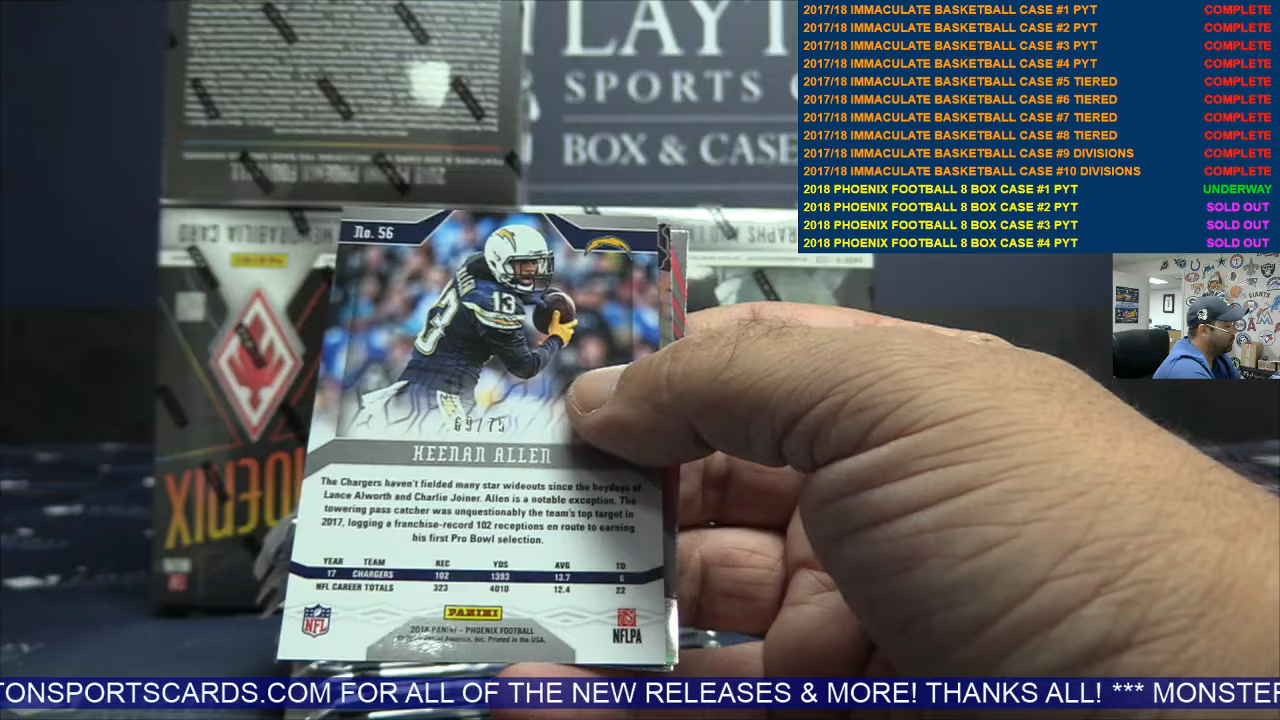 2017/18 IMMACULATE BASKETBALL CASE #1 PYT COMPLETE
2017/18 IMMACULATE BASKETBALL CASE #2 PYT COMPLETE
2017/18 IMMACULATE BASKETBALL CASE #3 PYT COMPLETE
2017/18 IMMACULATE BASKETBALL CASE #4 PYT COMPLETE
2017/18 IMMACULATE BASKETBALL CASE #5 TIERED COMPLETE
2017/18 IMMACULATE BASKETBALL CASE #6 TIERED COMPLETE
2017/18 IMMACULATE BASKETBALL CASE #7 TIERED COMPLETE
2017/18 IMMACULATE BASKETBALL CASE #8 TIERED COMPLETE
2017/18 IMMACULATE BASKETBALL CASE #9 DIVISIONS COMPLETE
2017/18 IMMACULATE BASKETBALL CASE #10 DIVISIONS COMPLETE
2018 PHOENIX FOOTBALL 8 BOX CASE #1 PYT UNDERWAY
2018 PHOENIX FOOTBALL 8 BOX CASE #2 PYT SOLD OUT
2018 PHOENIX FOOTBALL 8 BOX CASE #3 PYT SOLD OUT
2018 PHOENIX FOOTBALL 8 BOX CASE #4 PYT SOLD OUT
LAYT
SPORTS
BOX & CASE
No. 56
13
69/75
KEENAN ALLEN
The Chargers haven't fielded many star wideouts since the heydays of
Lance Alworth and Charlie Joiner. Allen is a notable exception. The
towering pass catcher was unquestionably the team's top target in
2017, logging a franchise-record 102 receptions en route to earning
his first Pro Bowl selection.
YEAR TEAM REC YDS AVG TD
17 CHARGERS 102 1393 13.7 6
NFL CAREER TOTALS 323 4010 12.4 22
NFL
PANINI
NFLPA
2018 PANINI – PHOENIX FOOTBALL
Printed in the USA.
PHOENIX
TONSPORTSCARDS.COM FOR ALL OF THE NEW RELEASES & MORE! THANKS ALL! *** MONSTER